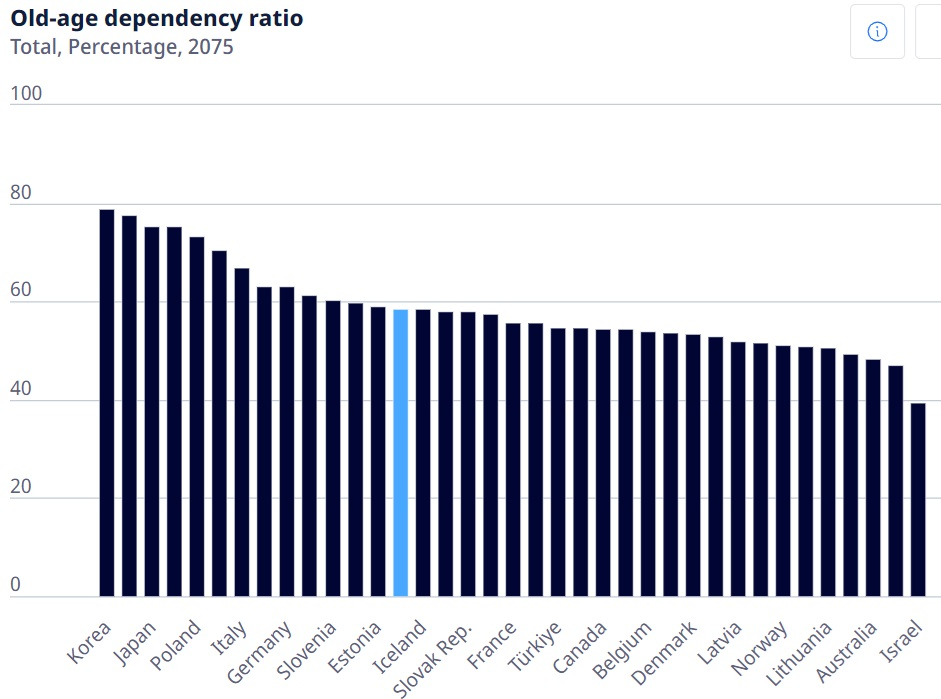 Old-age dependency ratio
Total, Percentage, 2075
100
80
60
40
20
0
Korea
Japan
Poland
Italy
Germany
Slovenia
Estonia
Iceland
Slovak Rep.
France
Türkiye
Canada
Belgium
Denmark
Latvia
Norway
Lithuania
Australia
Israel